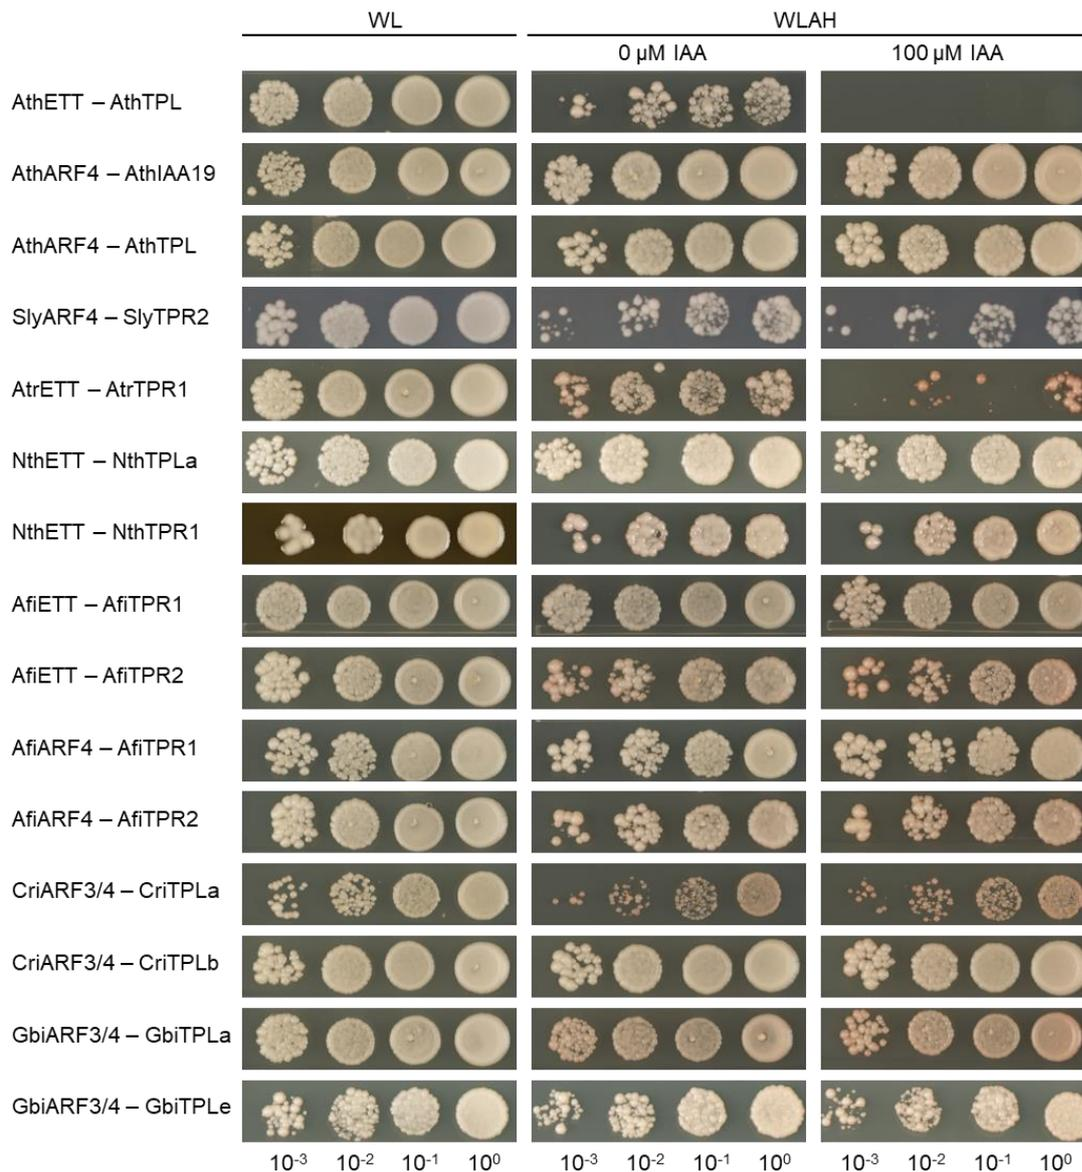 WL WLAH
0 µM IAA 100 µM IAA
AthETT – AthTPL
AthARF4 – AthIAA19
AthARF4 – AthTPL
SlyARF4 – SlyTPR2
AtrETT – AtrTPR1
NthETT – NthTPLa
NthETT – NthTPR1
AfiETT – AfiTPR1
AfiETT – AfiTPR2
AfiARF4 – AfiTPR1
AfiARF4 – AfiTPR2
CriARF3/4 – CriTPLa
CriARF3/4 – CriTPLb
GbiARF3/4 – GbiTPLa
GbiARF3/4 – GbiTPLe
10⁻³ 10⁻² 10⁻¹ 10⁰ 10⁻³ 10⁻² 10⁻¹ 10⁰ 10⁻³ 10⁻² 10⁻¹ 10⁰